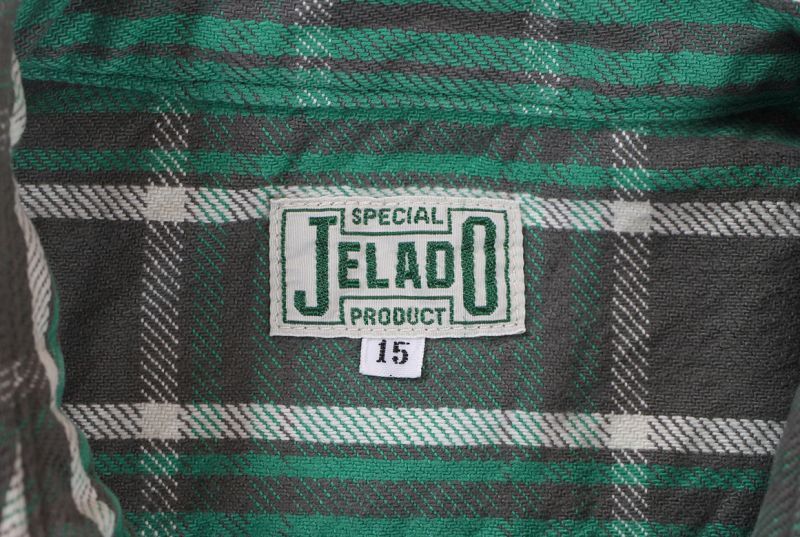 SPECIAL
JELADO
PRODUCT
15